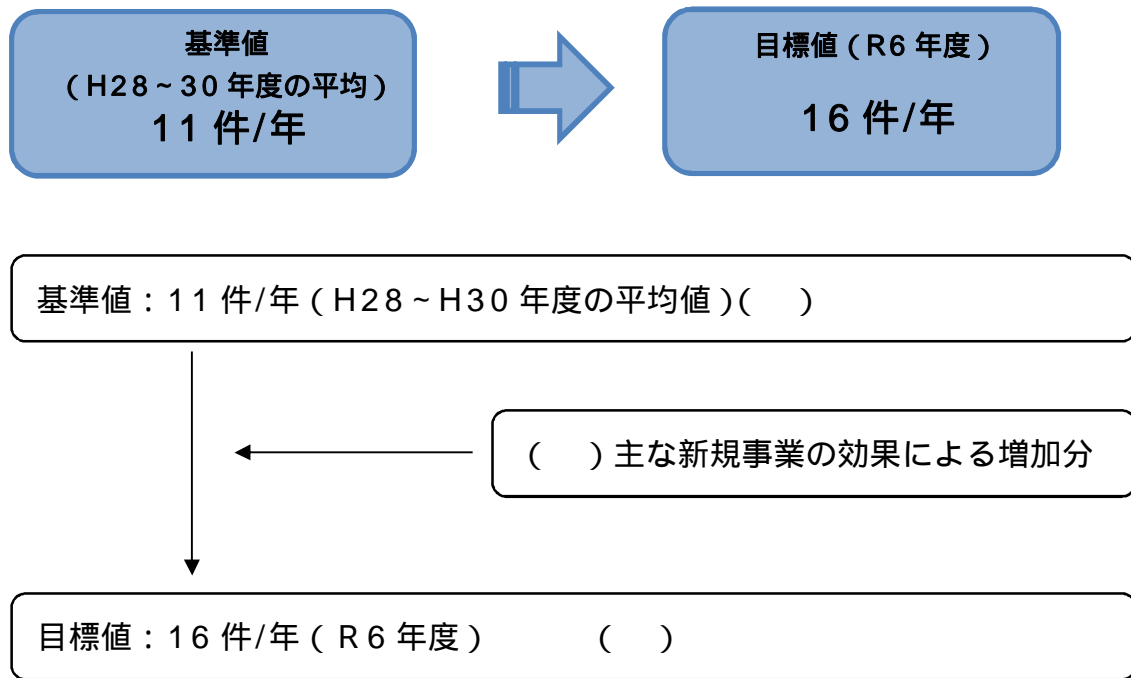 基準値
（H28～30年度の平均）
11件/年
目標値（R6年度）
16件/年
基準値：11件/年（H28～H30年度の平均値）(　)
(　)主な新規事業の効果による増加分
目標値：16件/年（R6年度）　　　(　)